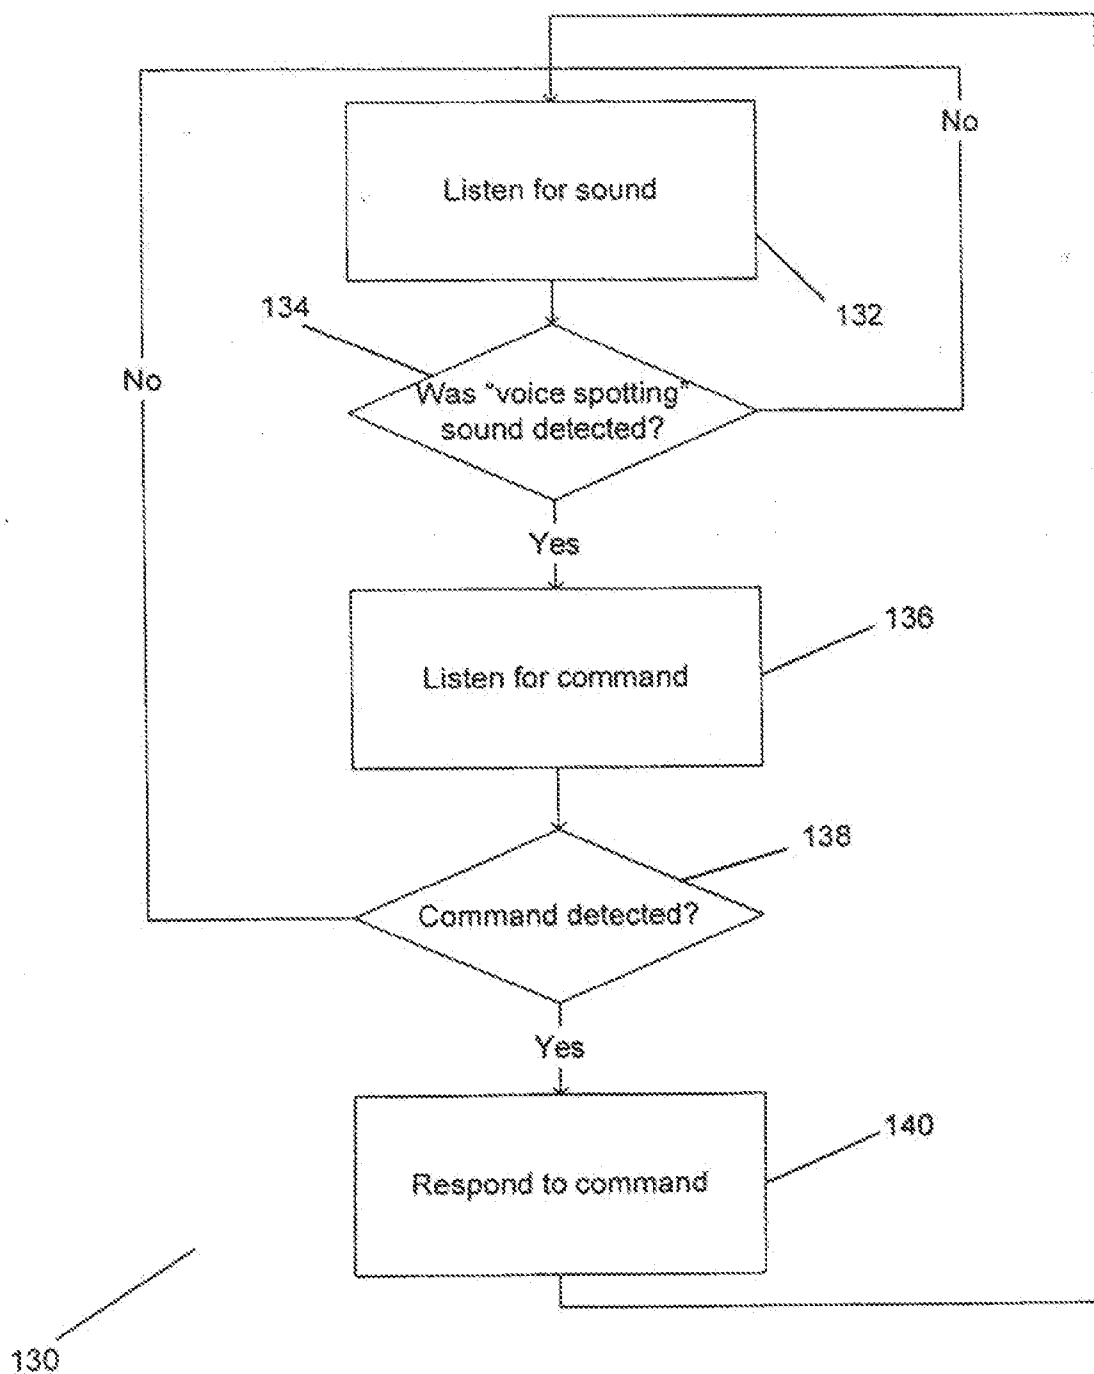 No
Listen for sound
132
134
No
Was "voice spotting"
sound detected?
Yes
136
Listen for command
138
Command detected?
Yes
140
Respond to command
130